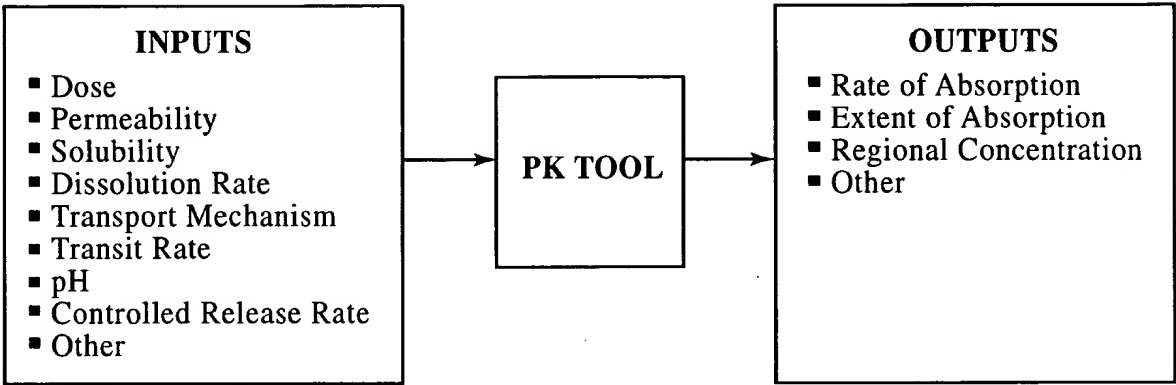 INPUTS
▪ Dose
▪ Permeability
▪ Solubility
▪ Dissolution Rate
▪ Transport Mechanism
▪ Transit Rate
▪ pH
▪ Controlled Release Rate
▪ Other
PK TOOL
OUTPUTS
▪ Rate of Absorption
▪ Extent of Absorption
▪ Regional Concentration
▪ Other